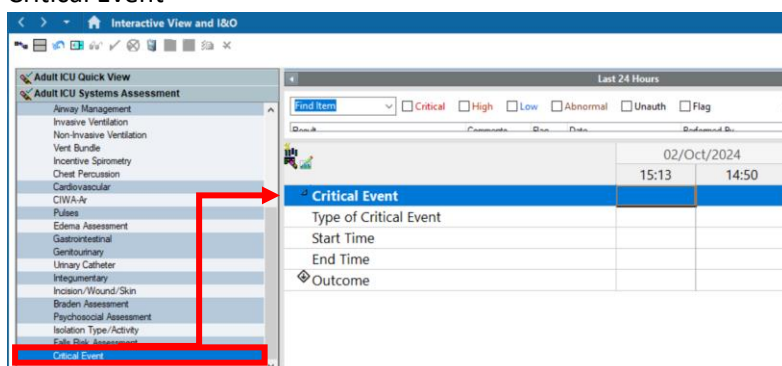 Critical Event
Interactive View and I&O
Adult ICU Quick View
Adult ICU Systems Assessment
Airway Management
Invasive Ventilation
Non-Invasive Ventilation
Vent Bundle
Incentive Spirometry
Chest Percussion
Cardiovascular
CIWA-Ar
Pulses
Edema Assessment
Gastrointestinal
Genitourinary
Urinary Catheter
Integumentary
Incision/Wound/Skin
Braden Assessment
Psychosocial Assessment
Isolation Type/Activity
Falls Risk Assessment
Critical Event
Last 24 Hours
Find Item Critical High Low Abnormal Unauth Flag
Result Comments Flag Date Performed By
02/Oct/2024
15:13 14:50
Critical Event
Type of Critical Event
Start Time
End Time
Outcome